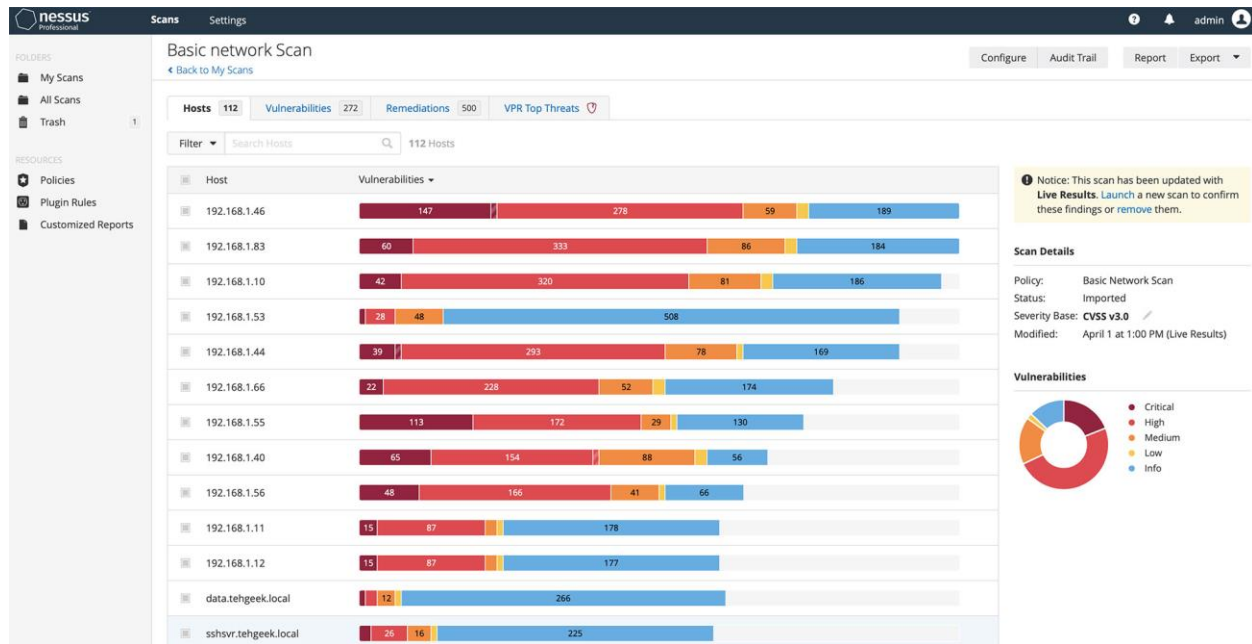 nessus Scans Settings admin
Professional
Basic network Scan
Configure Audit Trail Report Export
Back to My Scans
FOLDERS
My Scans
All Scans
Trash 1
RESOURCES
Policies
Plugin Rules
Customized Reports
Hosts 112 Vulnerabilities 272 Remediations 500 VPR Top Threats
Filter Search Hosts 112 Hosts
Host Vulnerabilities
192.168.1.46 147 278 59 189
192.168.1.83 60 333 86 184
192.168.1.10 42 320 81 186
192.168.1.53 28 48 508
192.168.1.44 39 293 78 169
192.168.1.66 22 228 52 174
192.168.1.55 113 172 29 130
192.168.1.40 65 154 88 56
192.168.1.56 48 166 41 66
192.168.1.11 15 87 178
192.168.1.12 15 87 177
data.tehgeek.local 12 266
sshsvr.tehgeek.local 26 16 225
Notice: This scan has been updated with
Live Results. Launch a new scan to confirm
these findings or remove them.
Scan Details
Policy: Basic Network Scan
Status: Imported
Severity Base: CVSS v3.0
Modified: April 1 at 1:00 PM (Live Results)
Vulnerabilities
Critical
High
Medium
Low
Info